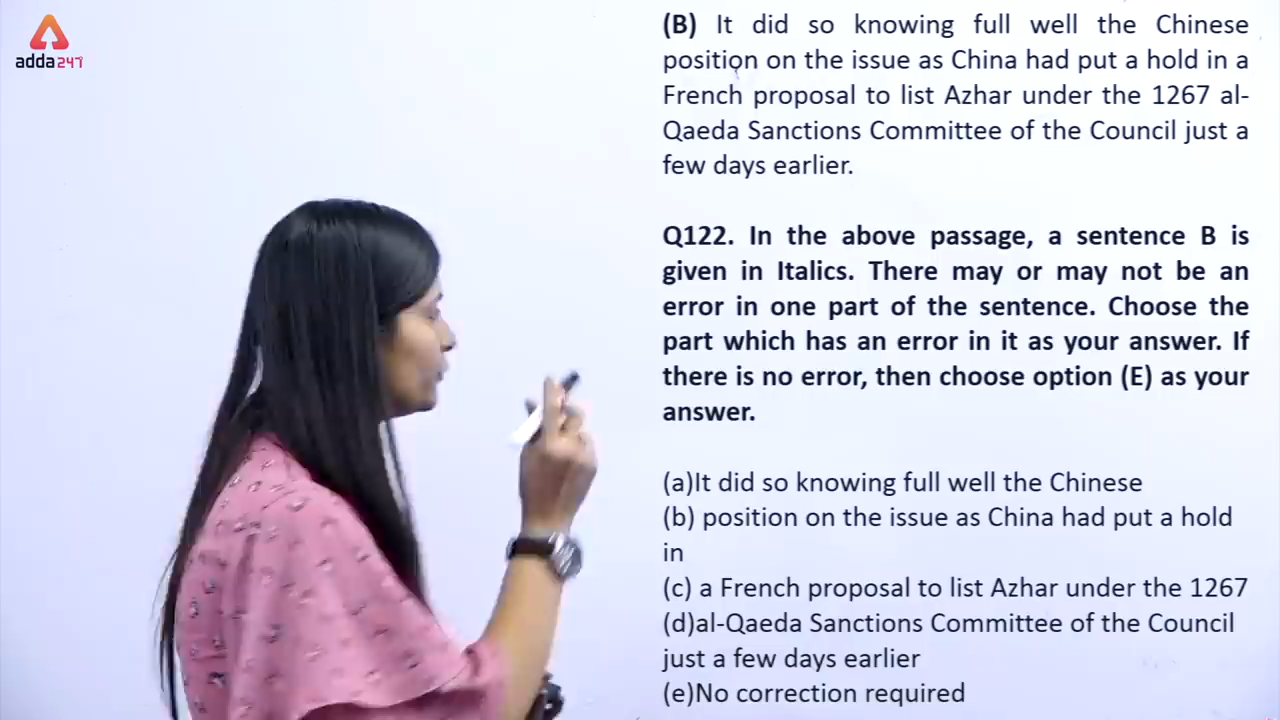 adda247
(B) It did so knowing full well the Chinese
position on the issue as China had put a hold in a
French proposal to list Azhar under the 1267 al-
Qaeda Sanctions Committee of the Council just a
few days earlier.
Q122. In the above passage, a sentence B is
given in Italics. There may or may not be an
error in one part of the sentence. Choose the
part which has an error in it as your answer. If
there is no error, then choose option (E) as your
answer.
(a)It did so knowing full well the Chinese
(b) position on the issue as China had put a hold
in
(c) a French proposal to list Azhar under the 1267
(d)al-Qaeda Sanctions Committee of the Council
just a few days earlier
(e)No correction required